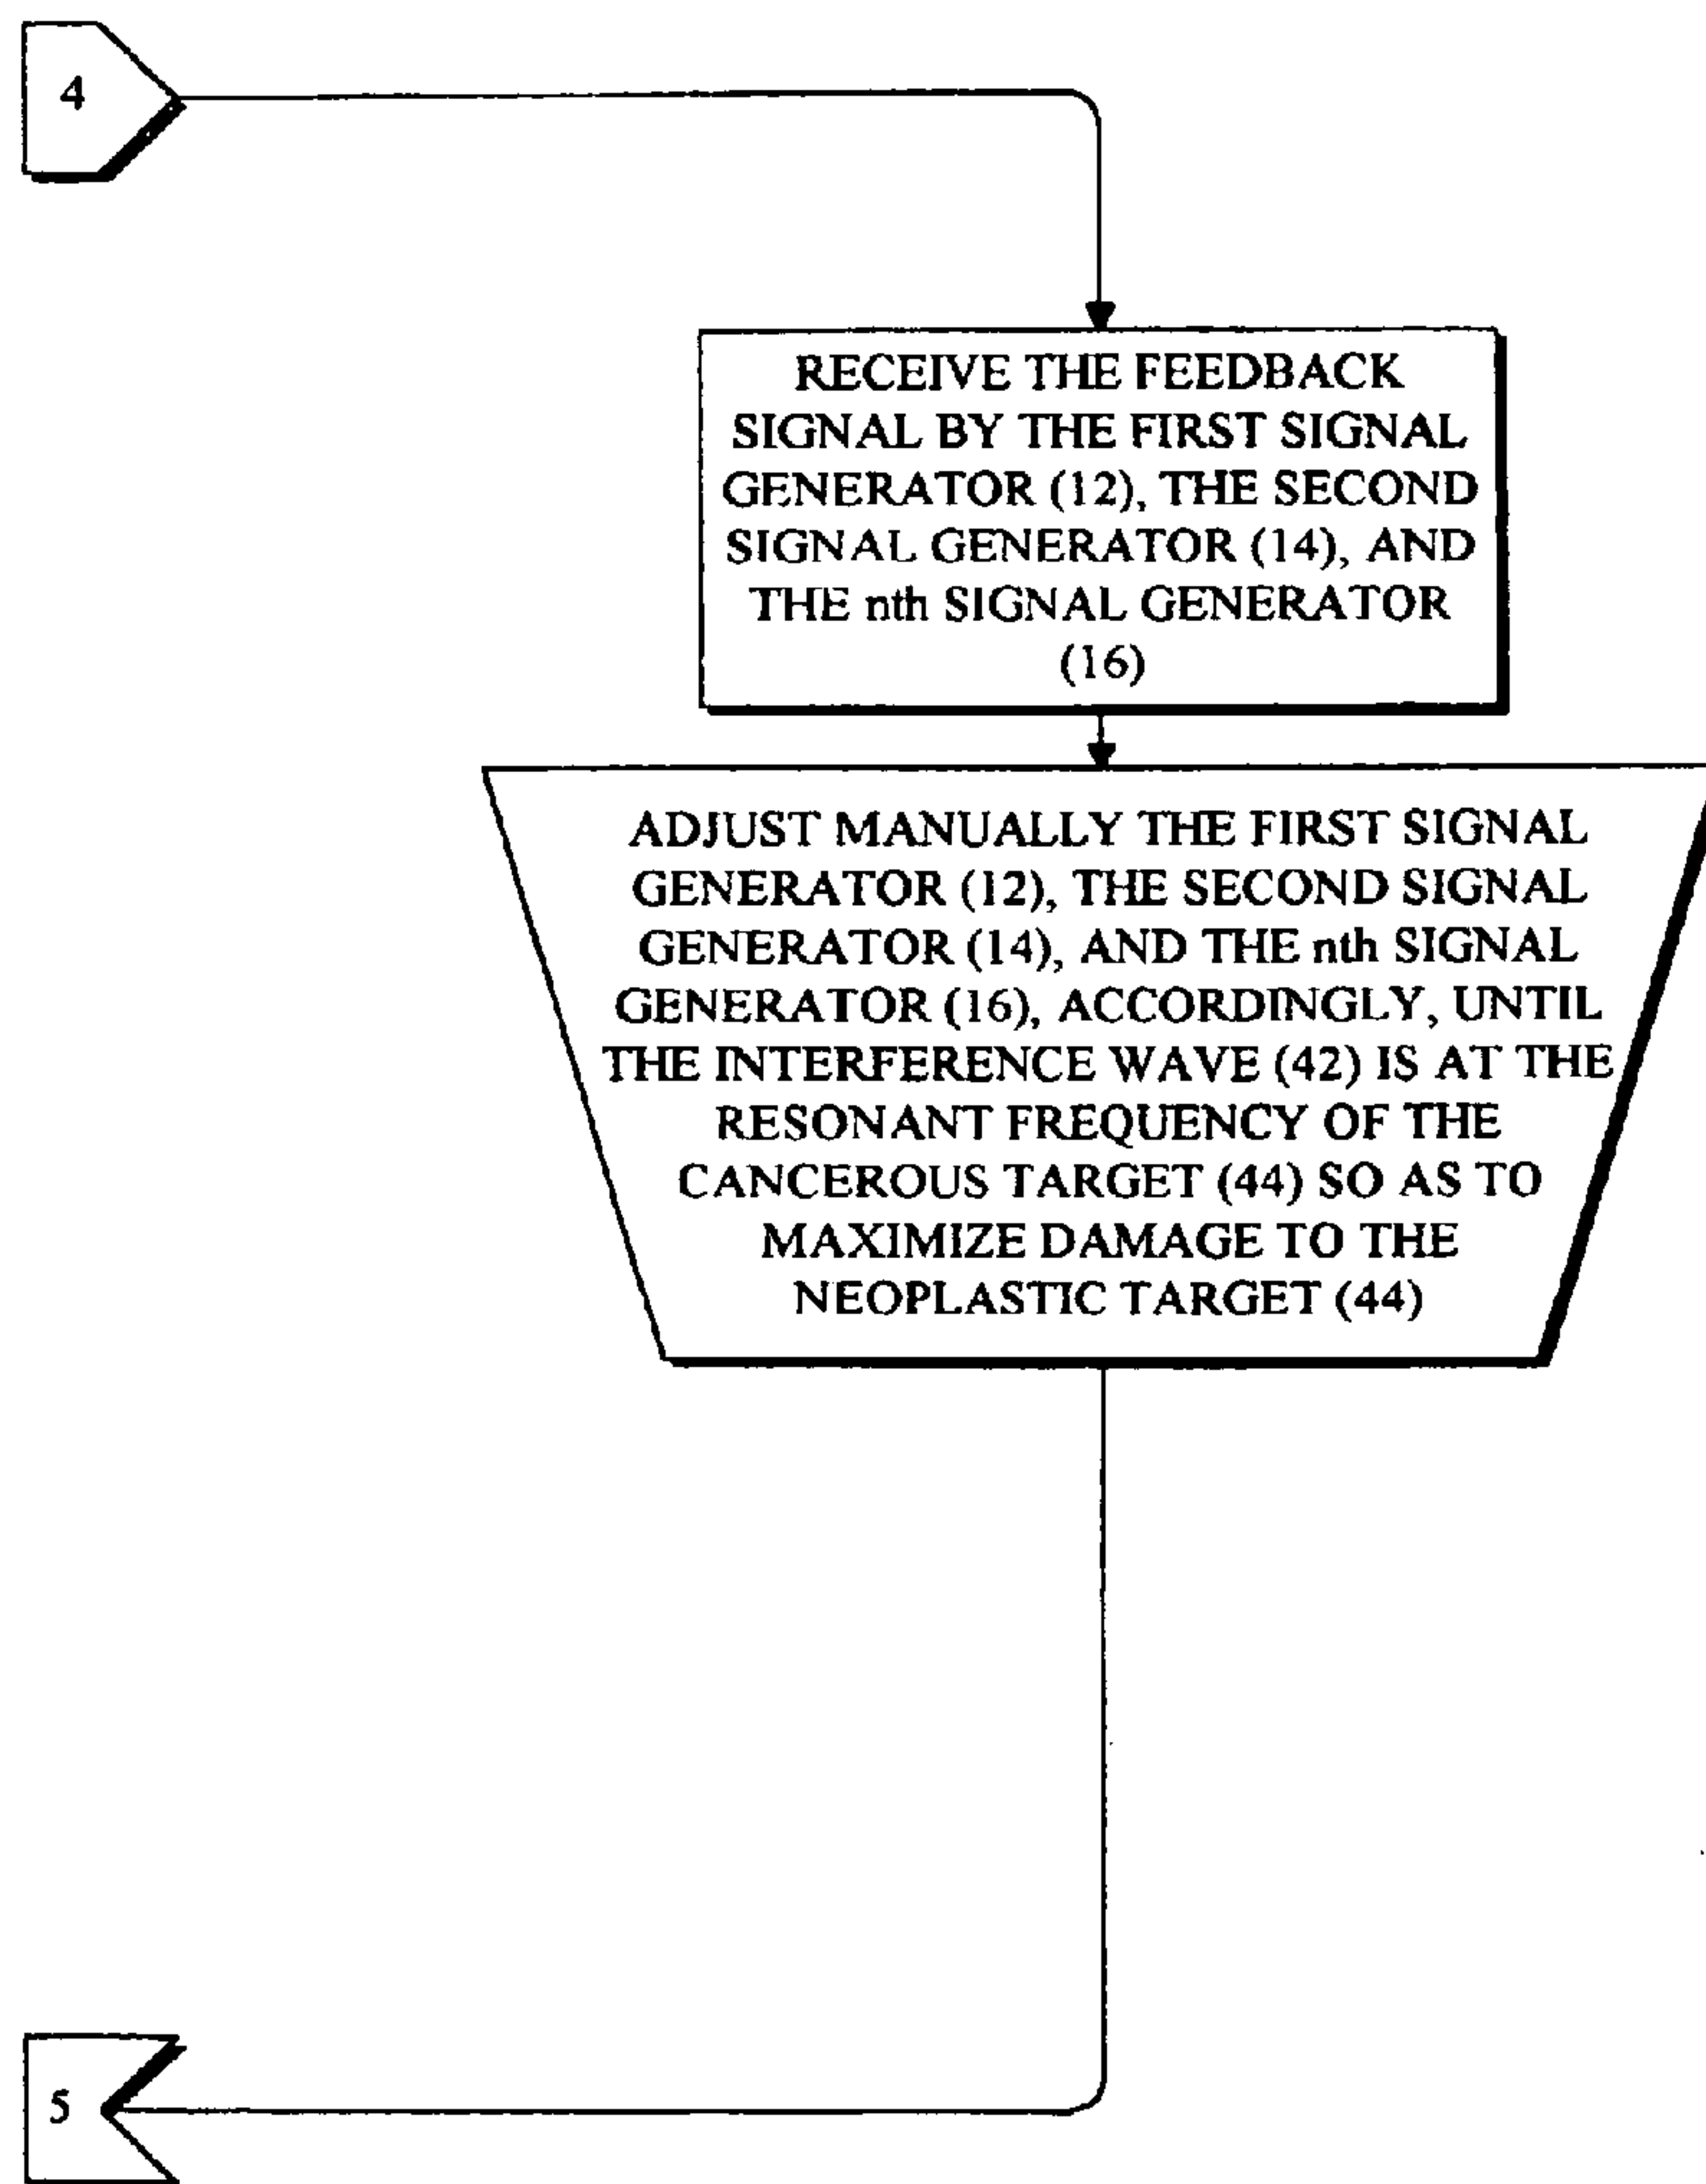 4
RECEIVE THE FEEDBACK
SIGNAL BY THE FIRST SIGNAL
GENERATOR (12), THE SECOND
SIGNAL GENERATOR (14), AND
THE nth SIGNAL GENERATOR
(16)
ADJUST MANUALLY THE FIRST SIGNAL
GENERATOR (12), THE SECOND SIGNAL
GENERATOR (14), AND THE nth SIGNAL
GENERATOR (16), ACCORDINGLY, UNTIL
THE INTERFERENCE WAVE (42) IS AT THE
RESONANT FREQUENCY OF THE
CANCEROUS TARGET (44) SO AS TO
MAXIMIZE DAMAGE TO THE
NEOPLASTIC TARGET (44)
5